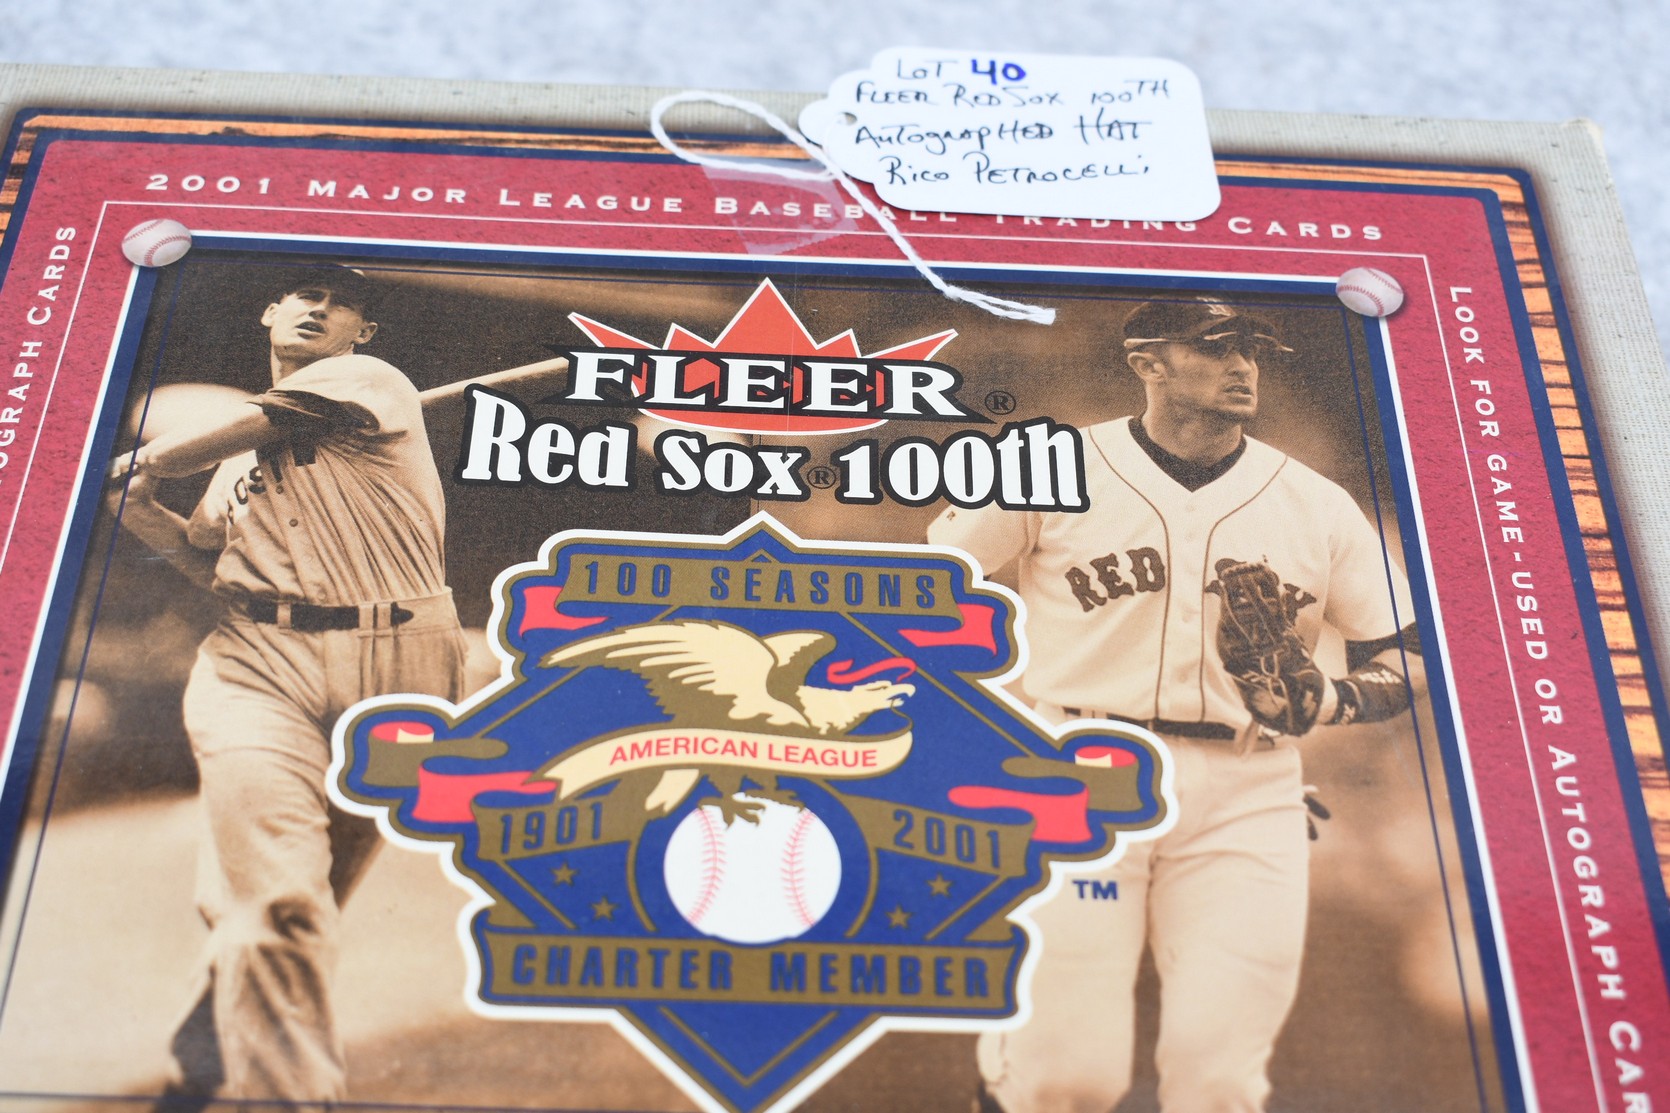 LOT 40
FLEER RED SOX 100TH
AUTOGRAPHED HAT
RICO PETROCELLI
2001 MAJOR LEAGUE BASEBALL TRADING CARDS
FLEER®
Red Sox® 100th
100 SEASONS
AMERICAN LEAGUE
1901 2001
CHARTER MEMBER
TM
RED
LOOK FOR GAME-USED OR AUTOGRAPH CAR
OGRAPH CARDS